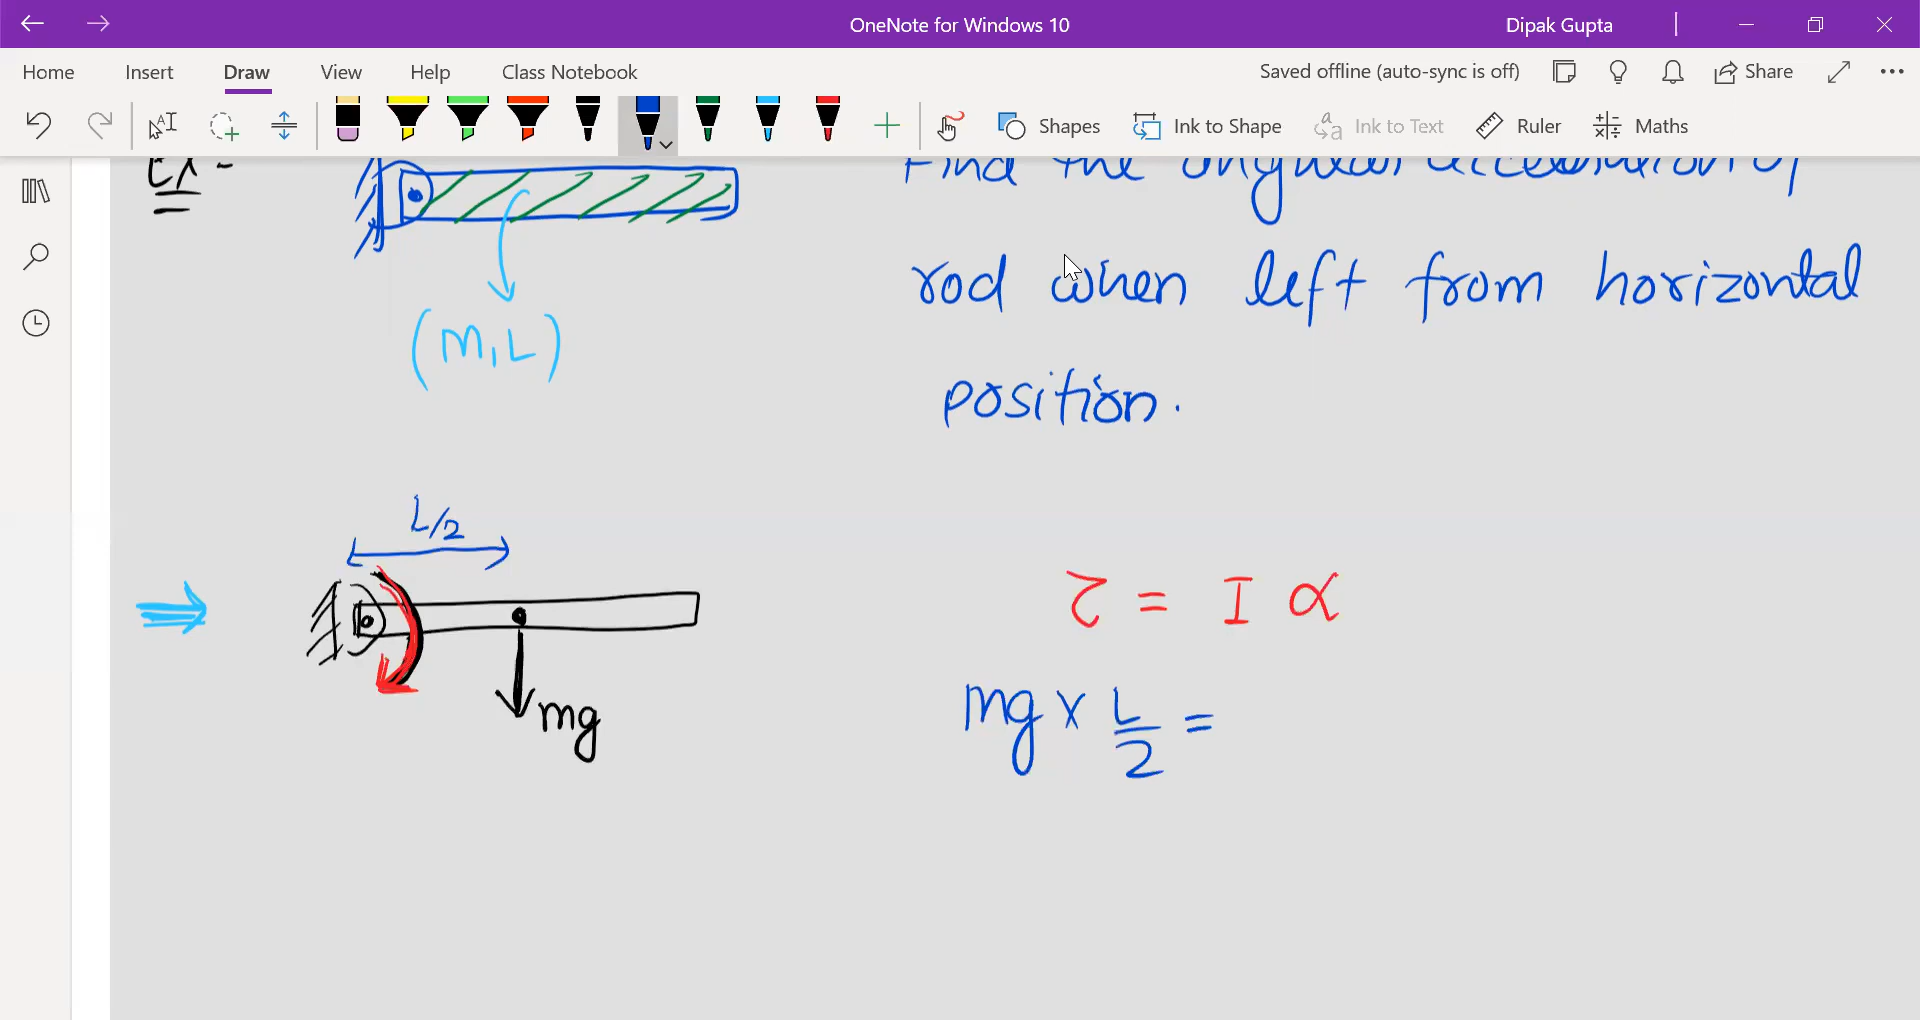 OneNote for Windows 10
Dipak Gupta
Home Insert Draw View Help Class Notebook
Saved offline (auto-sync is off) Share
Shapes Ink to Shape Ink to Text Ruler Maths
Ex -
Find the angular acceleration of
rod when left from horizontal
position.
(M, L)
L/2
τ = I α
mg
mg × L/2 =